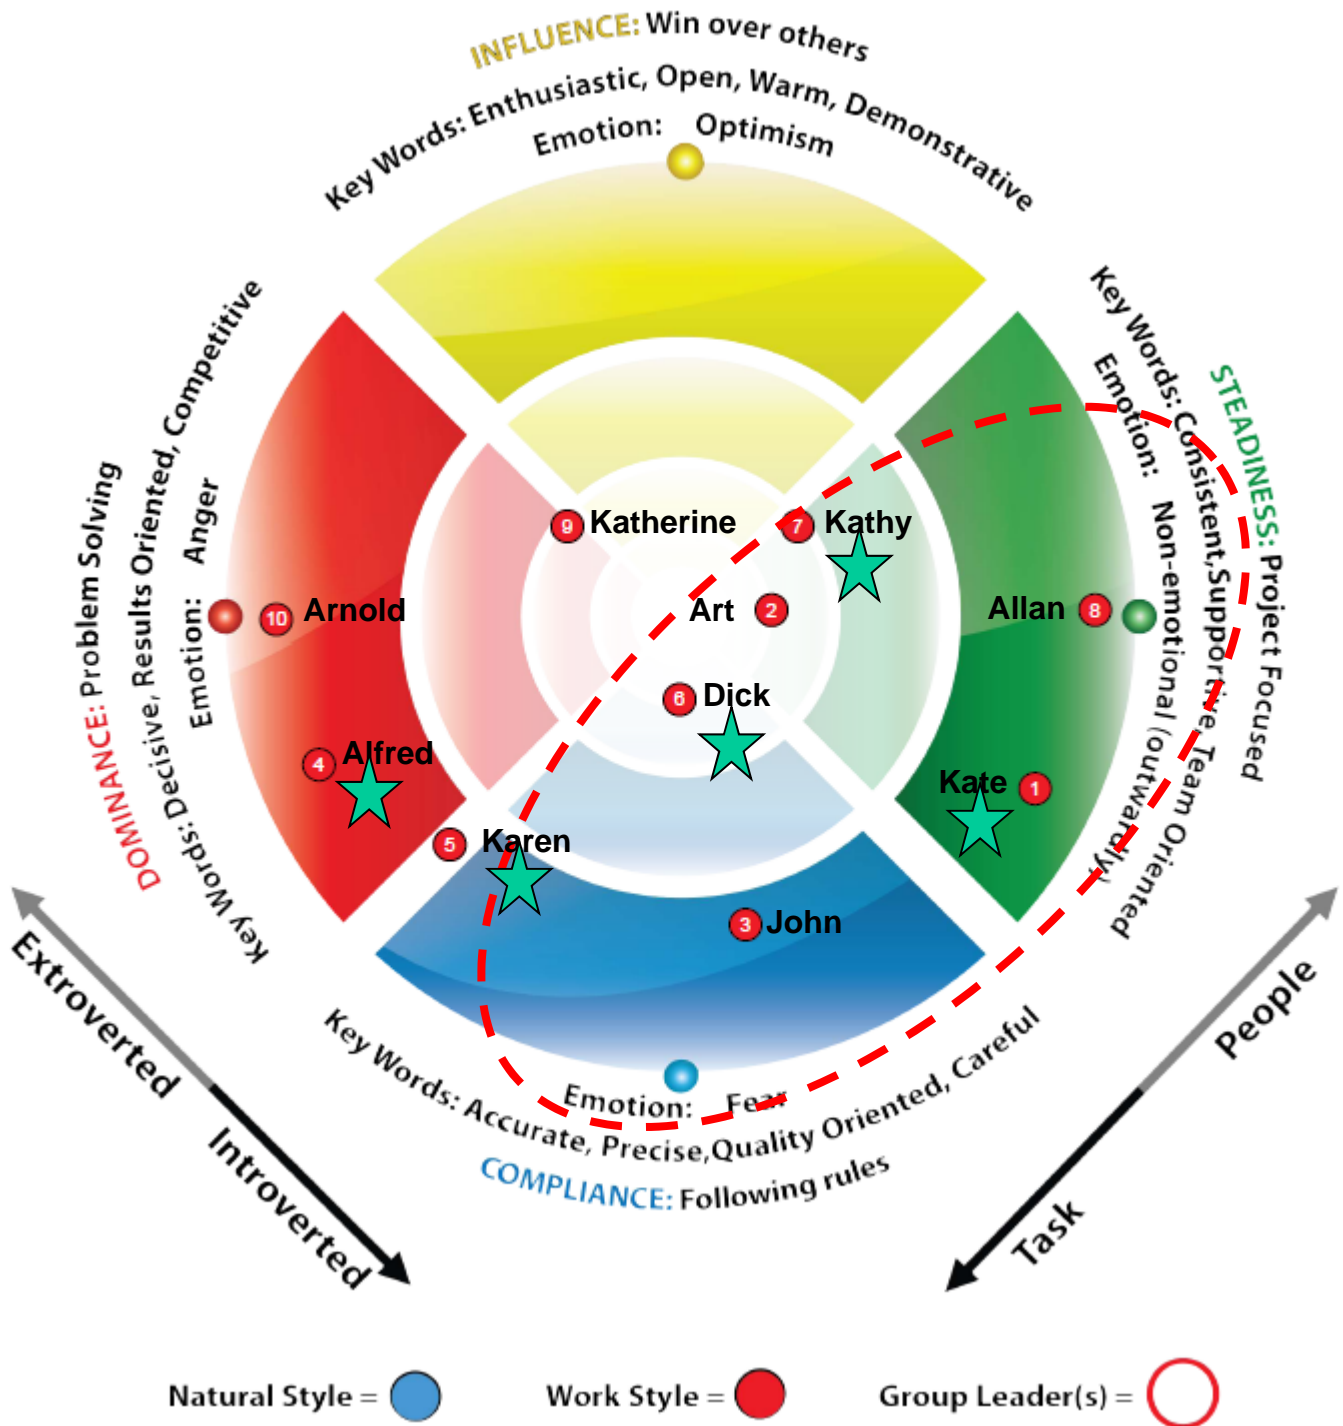 INFLUENCE: Win over others
Key Words: Enthusiastic, Open, Warm, Demonstrative
Emotion: Optimism
DOMINANCE: Problem Solving
Key Words: Decisive, Results Oriented, Competitive
Emotion: Anger
STEADINESS: Project Focused
Key Words: Consistent,Supportive, Team Oriented
Emotion: Non-emotional (outwardly)
9 Katherine
7 Kathy
10 Arnold
Art 2
Allan 8
6 Dick
4 Alfred
Kate 1
5 Karen
3 John
Emotion: Fear
Key Words: Accurate, Precise,Quality Oriented, Careful
COMPLIANCE: Following rules
Extroverted
Introverted
People
Task
Natural Style =
Work Style =
Group Leader(s) =